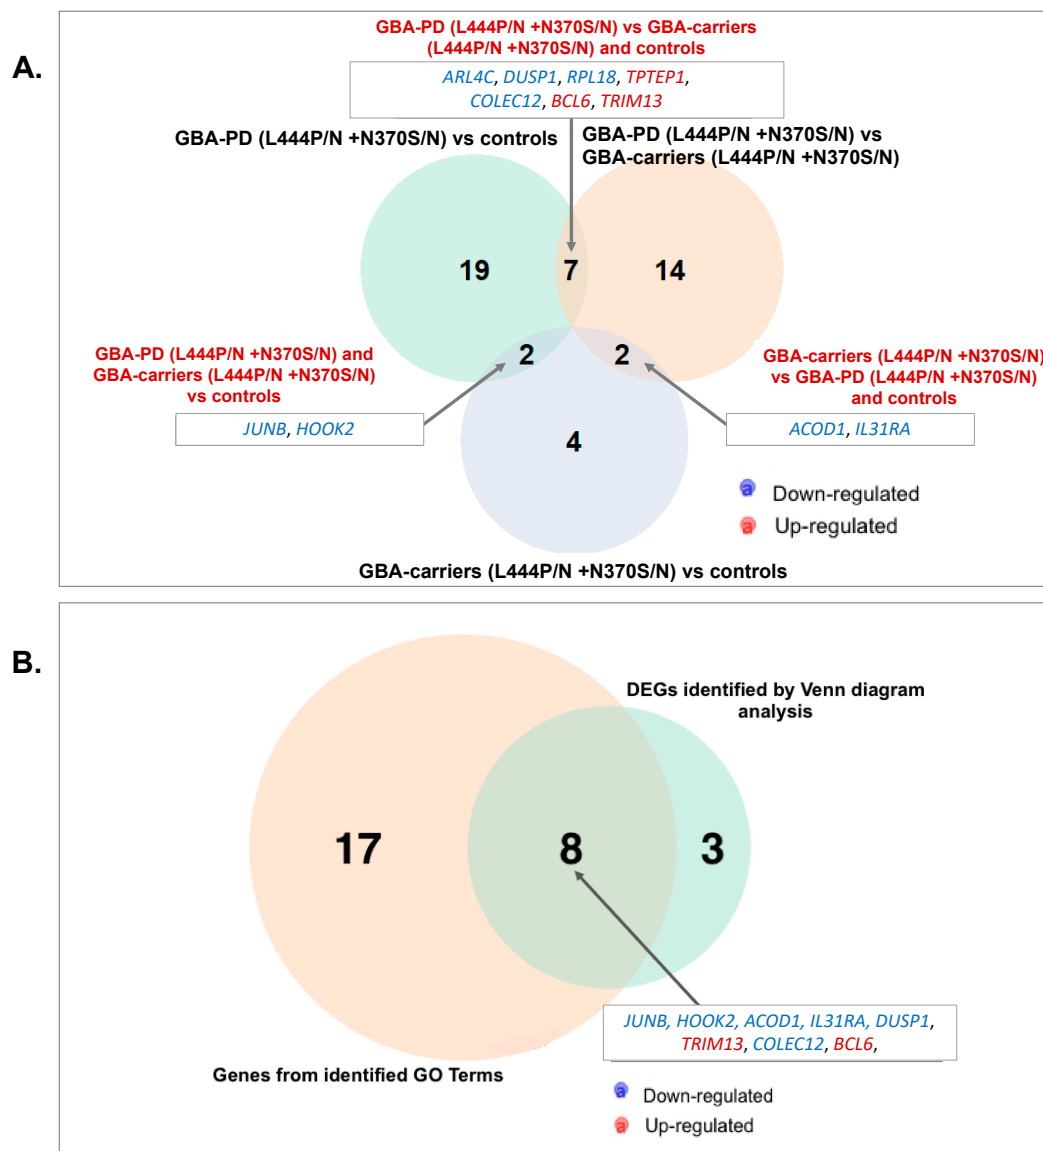 A.
GBA-PD (L444P/N +N370S/N) vs GBA-carriers
(L444P/N +N370S/N) and controls
ARL4C, DUSP1, RPL18, TPTEP1,
COLEC12, BCL6, TRIM13
GBA-PD (L444P/N +N370S/N) vs controls
GBA-PD (L444P/N +N370S/N) vs
GBA-carriers (L444P/N +N370S/N)
19
7
14
2
2
4
GBA-PD (L444P/N +N370S/N) and
GBA-carriers (L444P/N +N370S/N)
vs controls
JUNB, HOOK2
GBA-carriers (L444P/N +N370S/N)
vs GBA-PD (L444P/N +N370S/N)
and controls
ACOD1, IL31RA
a Down-regulated
a Up-regulated
GBA-carriers (L444P/N +N370S/N) vs controls
B.
DEGs identified by Venn diagram
analysis
17
8
3
JUNB, HOOK2, ACOD1, IL31RA, DUSP1,
TRIM13, COLEC12, BCL6,
Genes from identified GO Terms
a Down-regulated
a Up-regulated